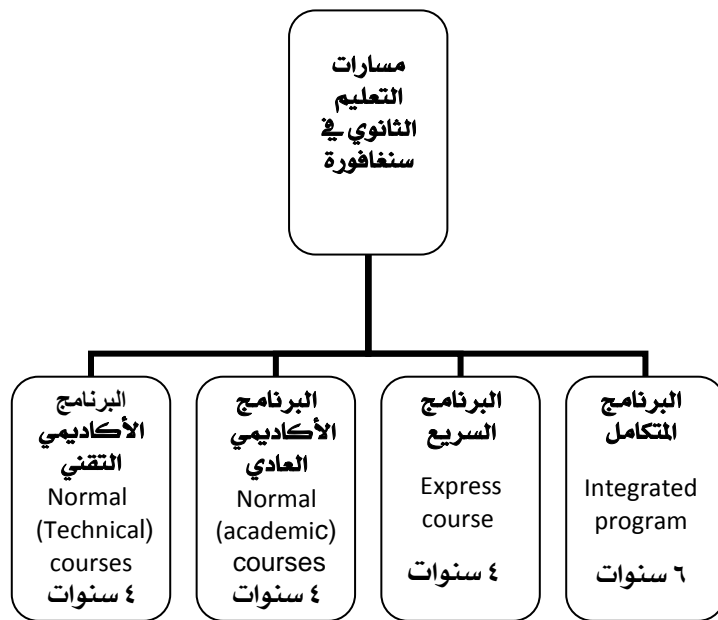 مسارات
التعليم
الثانوي في
سنغافورة
البرنامج
المتكامل
Integrated
program
٦ سنوات
البرنامج
السريع
Express
course
٤ سنوات
البرنامج
الأكاديمي
العادي
Normal
(academic)
courses
٤ سنوات
البرنامج
الأكاديمي
التقني
Normal
(Technical)
courses
٤ سنوات